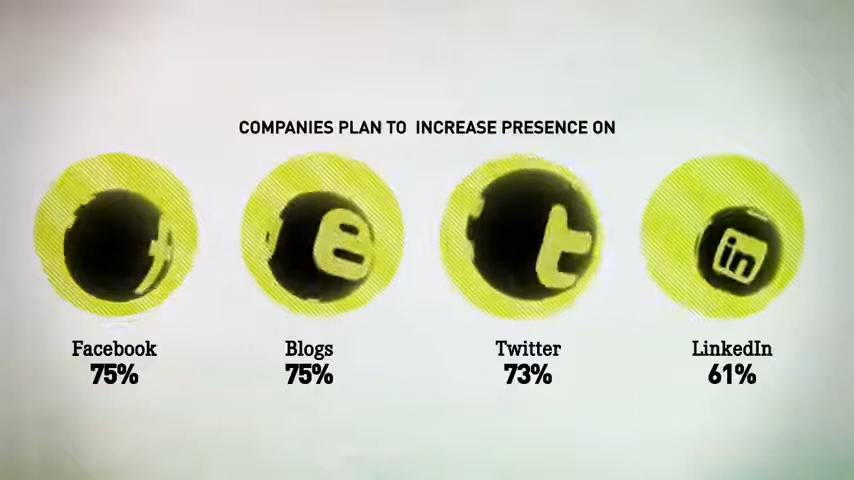 COMPANIES PLAN TO INCREASE PRESENCE ON
f
t
in
Facebook
Blogs
Twitter
LinkedIn
75%
75%
73%
61%